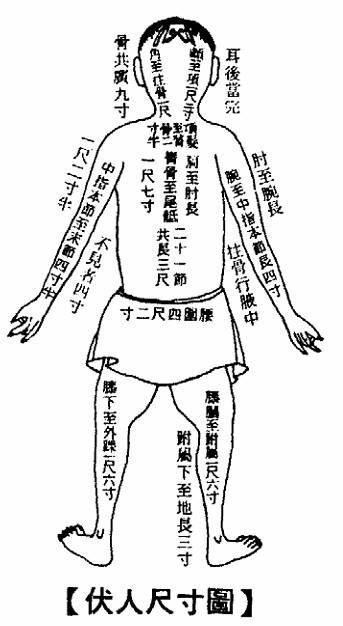 耳後當完
骨共廣九寸
顱至項一尺二寸
角至柱骨一尺
項髮
至膂
骨二
寸半
肩至肘長
一尺七寸
膂骨至尾骶
二十一節
共長三尺
肘至腕長
一尺二寸半
腕至中指本節長四寸
中指本節至末節四寸半
柱骨行腋中
不見者四寸
腰圍四尺二寸
膝膕至跗屬一尺六寸
膝下至外踝一尺六寸
跗屬下至地長三寸
【伏人尺寸圖】